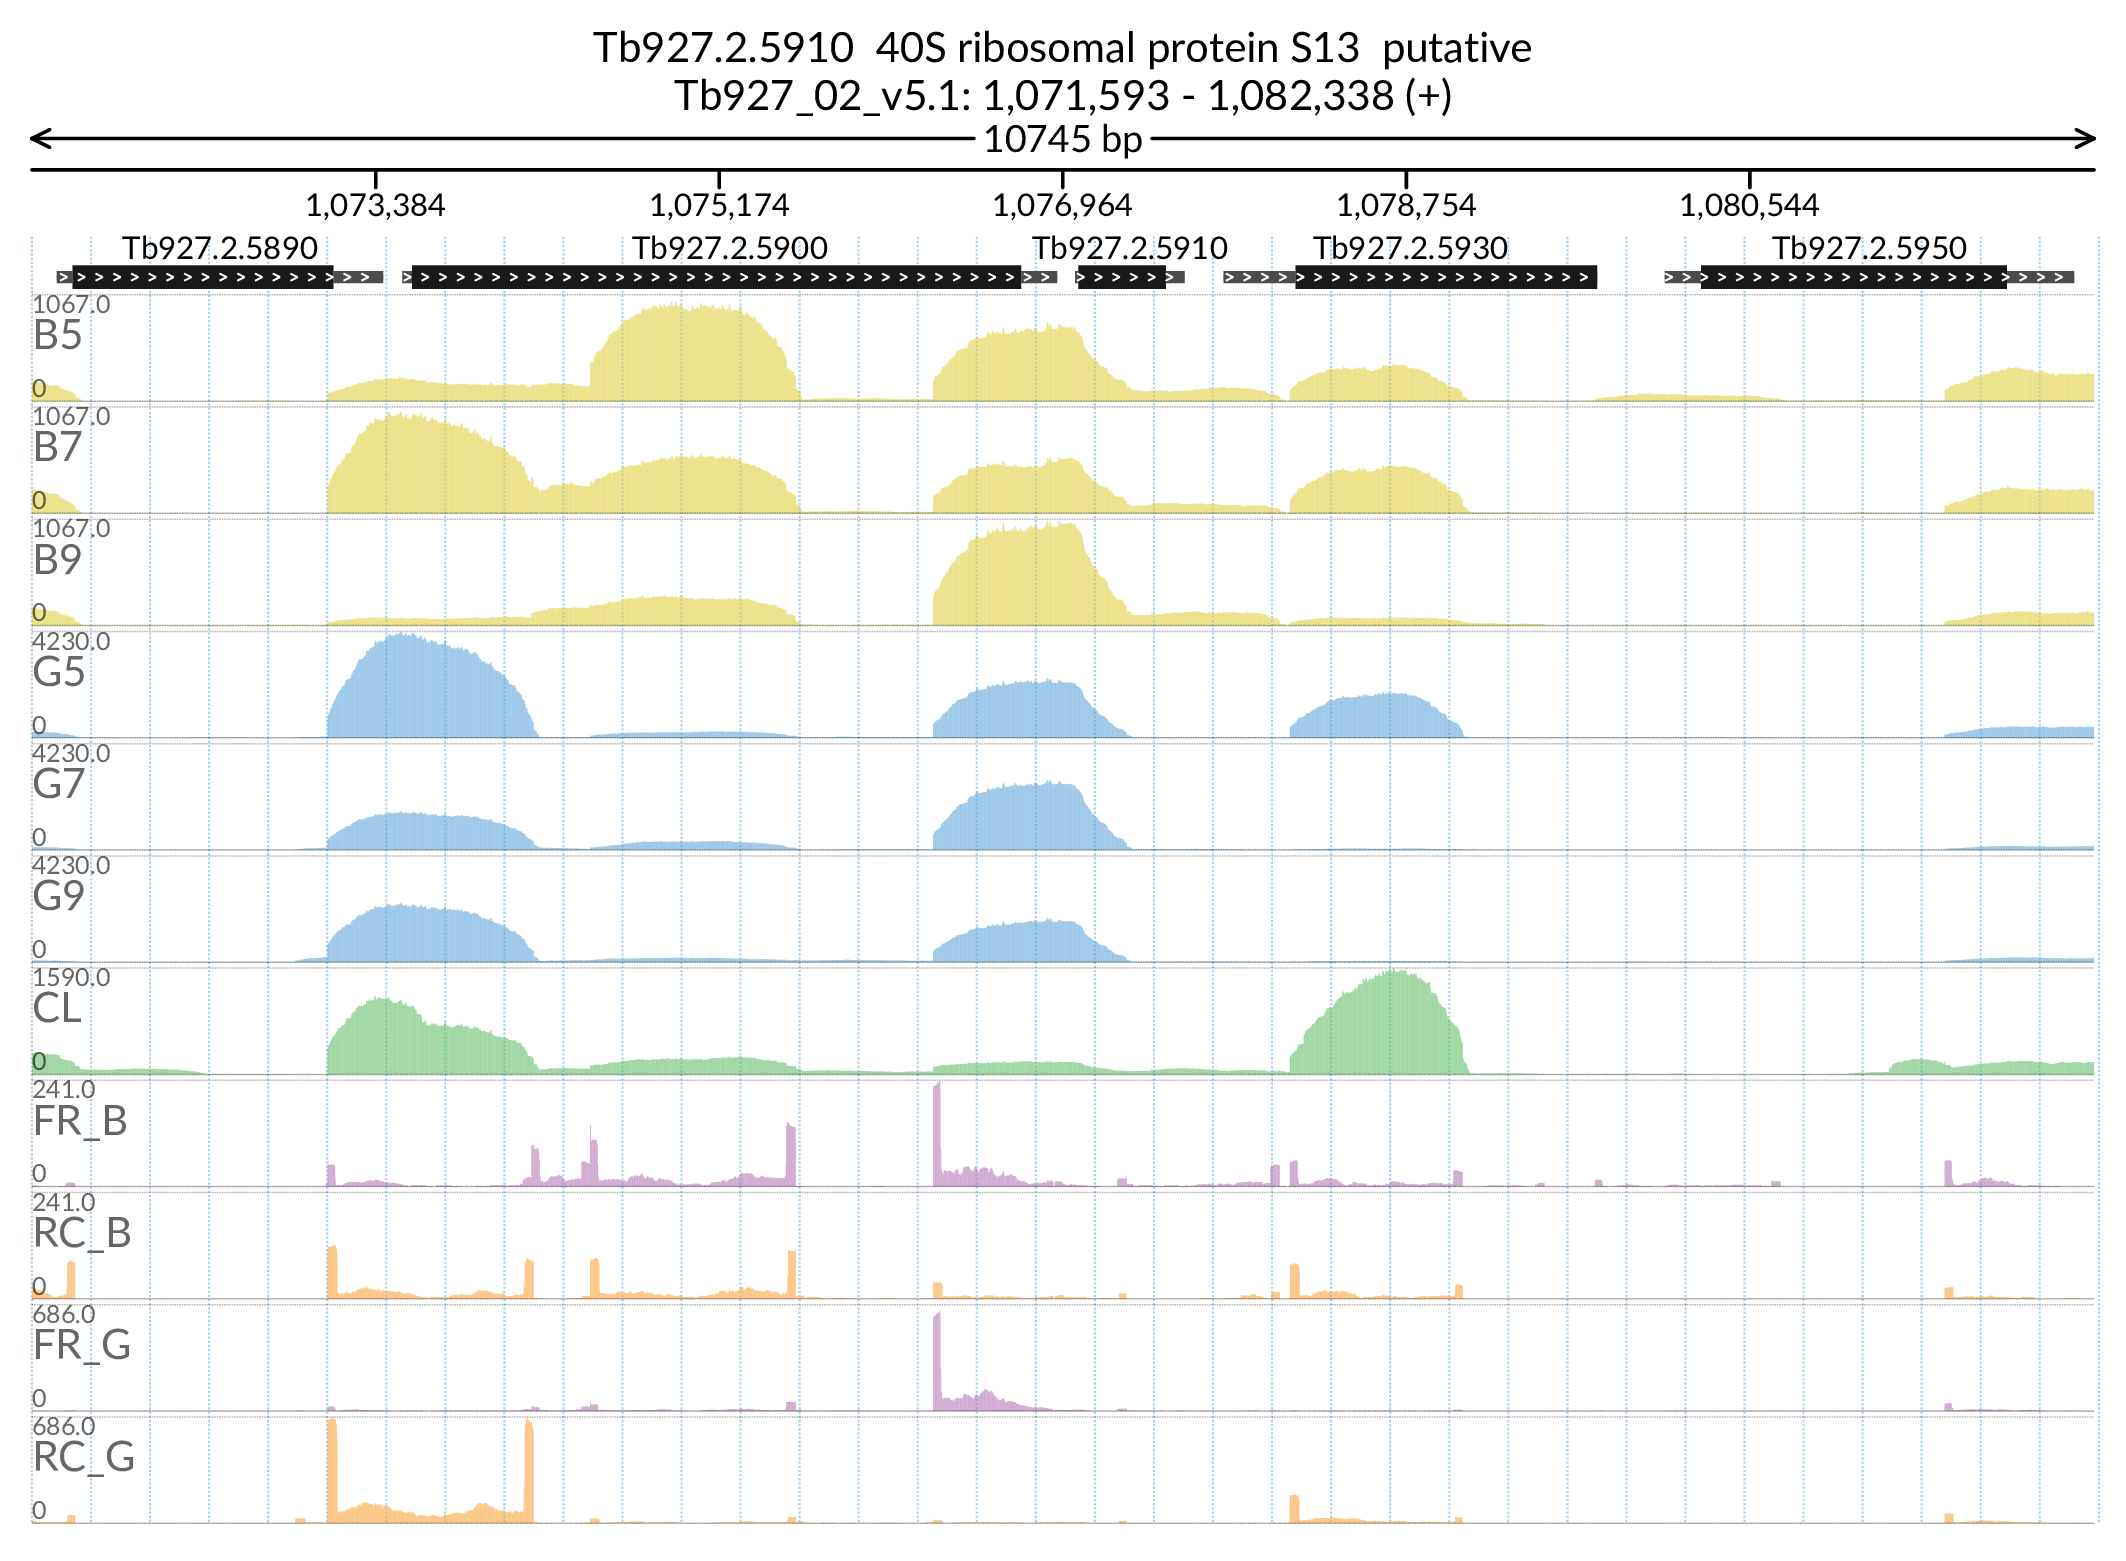 Tb927.2.5910  40S ribosomal protein S13  putative
Tb927_02_v5.1: 1,071,593 - 1,082,338 (+)
10745 bp
1,073,384 1,075,174 1,076,964 1,078,754 1,080,544
Tb927.2.5890 Tb927.2.5900 Tb927.2.5910 Tb927.2.5930 Tb927.2.5950
1067.0
B5
0
1067.0
B7
0
1067.0
B9
0
4230.0
G5
0
4230.0
G7
0
4230.0
G9
0
1590.0
CL
0
241.0
FR_B
0
241.0
RC_B
0
686.0
FR_G
0
686.0
RC_G
0